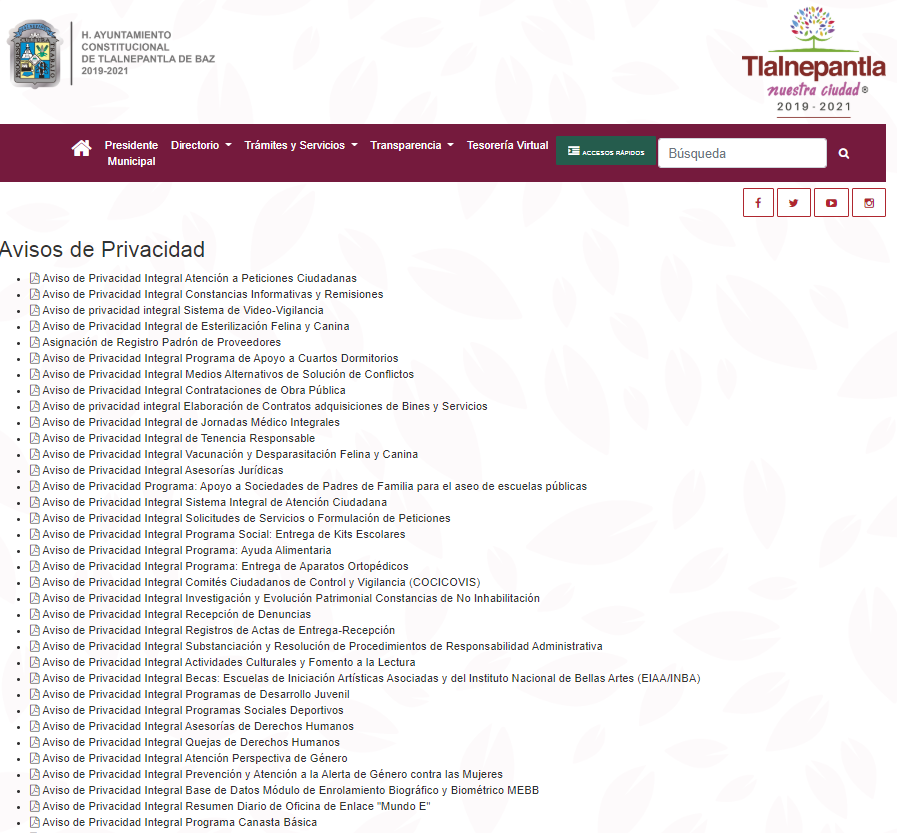 H. AYUNTAMIENTO
CONSTITUCIONAL
DE TLALNEPANTLA DE BAZ
2019-2021
Tlalnepantla
nuestra ciudad ®
2019 - 2021
Presidente
Municipal
Directorio
Trámites y Servicios
Transparencia
Tesorería Virtual
ACCESOS RÁPIDOS
Búsqueda
Avisos de Privacidad
Aviso de Privacidad Integral Atención a Peticiones Ciudadanas
Aviso de Privacidad Integral Constancias Informativas y Remisiones
Aviso de privacidad integral Sistema de Video-Vigilancia
Aviso de Privacidad Integral de Esterilización Felina y Canina
Asignación de Registro Padrón de Proveedores
Aviso de Privacidad Integral Programa de Apoyo a Cuartos Dormitorios
Aviso de Privacidad Integral Medios Alternativos de Solución de Conflictos
Aviso de Privacidad Integral Contrataciones de Obra Pública
Aviso de privacidad integral Elaboración de Contratos adquisiciones de Bines y Servicios
Aviso de Privacidad Integral de Jornadas Médico Integrales
Aviso de Privacidad Integral de Tenencia Responsable
Aviso de Privacidad Integral Vacunación y Desparasitación Felina y Canina
Aviso de Privacidad Integral Asesorías Jurídicas
Aviso de Privacidad Programa: Apoyo a Sociedades de Padres de Familia para el aseo de escuelas públicas
Aviso de Privacidad Integral Sistema Integral de Atención Ciudadana
Aviso de Privacidad Integral Solicitudes de Servicios o Formulación de Peticiones
Aviso de Privacidad Integral Programa Social: Entrega de Kits Escolares
Aviso de Privacidad Integral Programa: Ayuda Alimentaria
Aviso de Privacidad Integral Programa: Entrega de Aparatos Ortopédicos
Aviso de Privacidad Integral Comités Ciudadanos de Control y Vigilancia (COCICOVIS)
Aviso de Privacidad Integral Investigación y Evolución Patrimonial Constancias de No Inhabilitación
Aviso de Privacidad Integral Recepción de Denuncias
Aviso de Privacidad Integral Registros de Actas de Entrega-Recepción
Aviso de Privacidad Integral Substanciación y Resolución de Procedimientos de Responsabilidad Administrativa
Aviso de Privacidad Integral Actividades Culturales y Fomento a la Lectura
Aviso de Privacidad Integral Becas: Escuelas de Iniciación Artísticas Asociadas y del Instituto Nacional de Bellas Artes (EIAA/INBA)
Aviso de Privacidad Integral Programas de Desarrollo Juvenil
Aviso de Privacidad Integral Programas Sociales Deportivos
Aviso de Privacidad Integral Asesorías de Derechos Humanos
Aviso de Privacidad Integral Quejas de Derechos Humanos
Aviso de Privacidad Integral Atención Perspectiva de Género
Aviso de Privacidad Integral Prevención y Atención a la Alerta de Género contra las Mujeres
Aviso de Privacidad Integral Base de Datos Módulo de Enrolamiento Biográfico y Biométrico MEBB
Aviso de Privacidad Integral Resumen Diario de Oficina de Enlace "Mundo E"
Aviso de Privacidad Integral Programa Canasta Básica